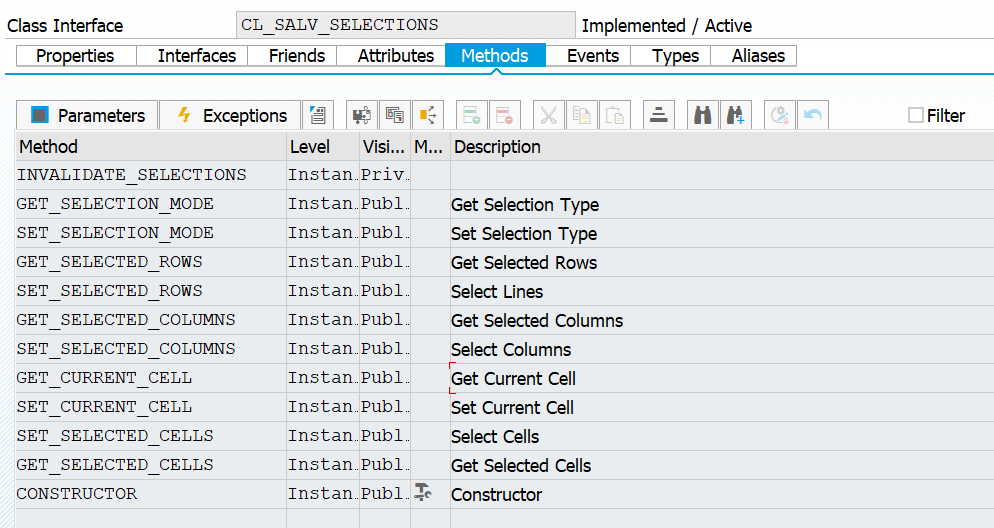 Class Interface CL_SALV_SELECTIONS Implemented / Active
Properties Interfaces Friends Attributes Methods Events Types Aliases
Parameters Exceptions Filter
Method Level Visi... M... Description
INVALIDATE_SELECTIONS Instan.. Priv..
GET_SELECTION_MODE Instan.. Publ.. Get Selection Type
SET_SELECTION_MODE Instan.. Publ.. Set Selection Type
GET_SELECTED_ROWS Instan.. Publ.. Get Selected Rows
SET_SELECTED_ROWS Instan.. Publ.. Select Lines
GET_SELECTED_COLUMNS Instan.. Publ.. Get Selected Columns
SET_SELECTED_COLUMNS Instan.. Publ.. Select Columns
GET_CURRENT_CELL Instan.. Publ.. Get Current Cell
SET_CURRENT_CELL Instan.. Publ.. Set Current Cell
SET_SELECTED_CELLS Instan.. Publ.. Select Cells
GET_SELECTED_CELLS Instan.. Publ.. Get Selected Cells
CONSTRUCTOR Instan.. Publ.. Constructor